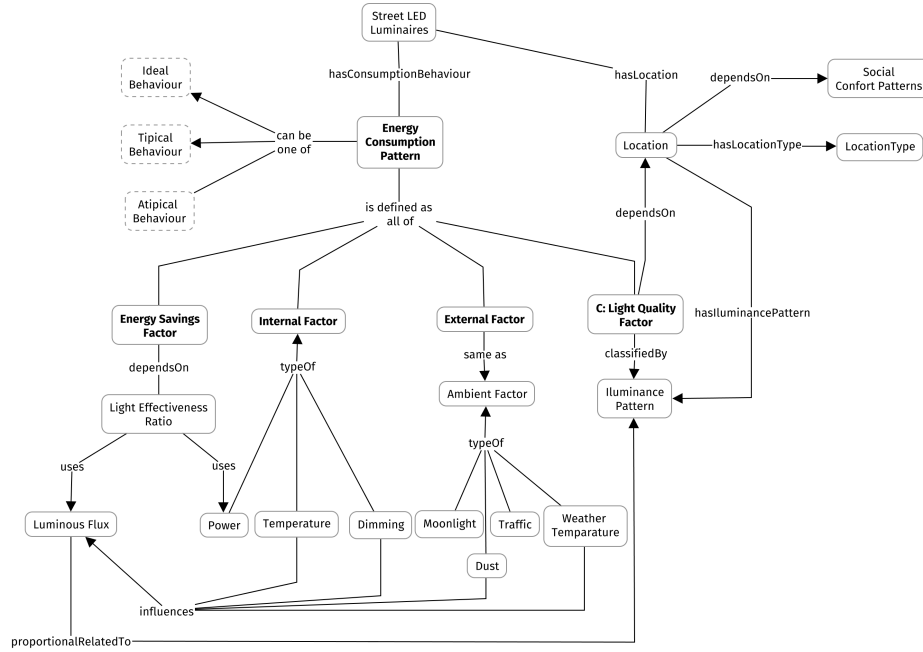 Street LED
Luminaires
hasConsumptionBehaviour
hasLocation
dependsOn
Social
Confort Patterns
Ideal
Behaviour
Tipical
Behaviour
Atipical
Behaviour
can be
one of
Energy
Consumption
Pattern
Location
hasLocationType
LocationType
is defined as
all of
dependsOn
Energy Savings
Factor
Internal Factor
External Factor
C: Light Quality
Factor
hasIluminancePattern
dependsOn
typeOf
same as
classifiedBy
Light Effectiveness
Ratio
Ambient Factor
Iluminance
Pattern
uses
uses
typeOf
Luminous Flux
Power
Temperature
Dimming
Moonlight
Traffic
Weather
Temparature
Dust
influences
proportionalRelatedTo